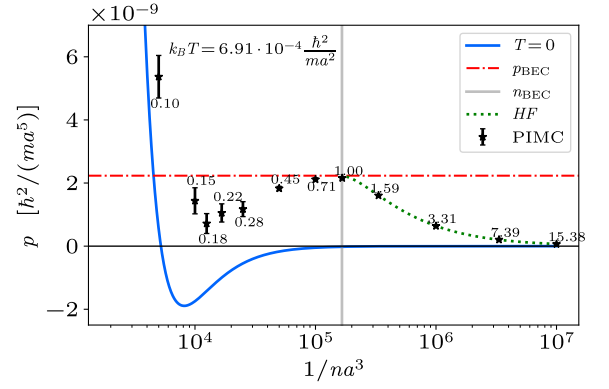 ×10⁻⁹
k_B T = 6.91 · 10⁻⁴ ℏ²/ma²
T = 0
p_BEC
n_BEC
HF
PIMC
6
4
2
0
−2
p [ℏ²/(ma⁵)]
0.10
0.15
0.18
0.22
0.28
0.45
0.71
1.00
1.59
3.31
7.39
15.38
10⁴
10⁵
10⁶
10⁷
1/na³